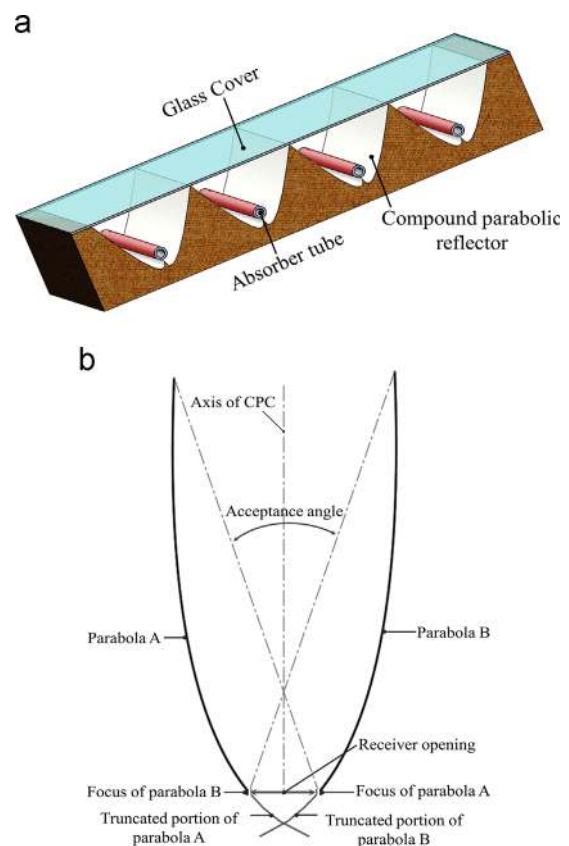 a
Glass Cover
Absorber tube
Compound parabolic
reflector
b
Axis of CPC
Acceptance angle
Parabola A
Parabola B
Receiver opening
Focus of parabola B
Focus of parabola A
Truncated portion of
parabola A
Truncated portion of
parabola B